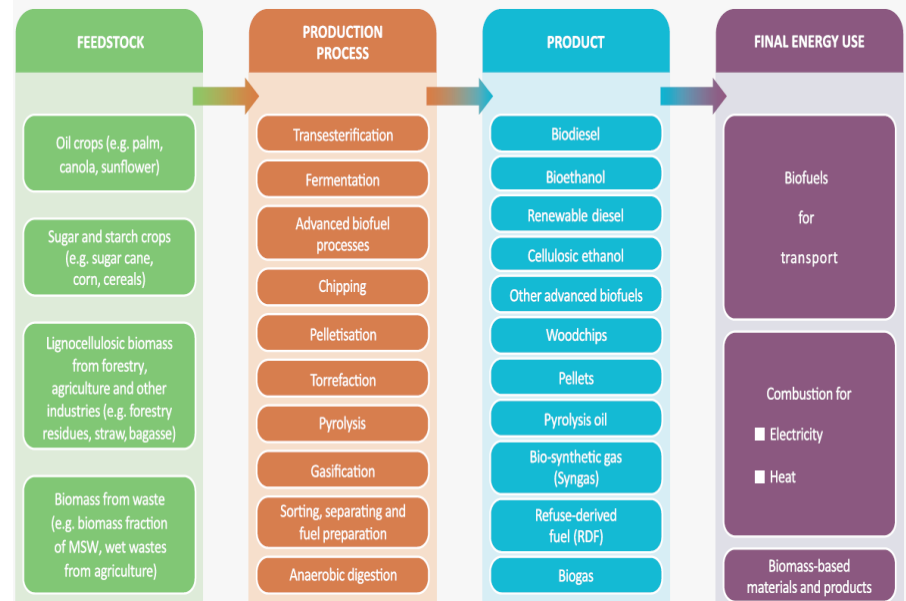 FEEDSTOCK
Oil crops (e.g. palm,
canola, sunflower)
Sugar and starch crops
(e.g. sugar cane,
corn, cereals)
Lignocellulosic biomass
from forestry,
agriculture and other
industries (e.g. forestry
residues, straw, bagasse)
Biomass from waste
(e.g. biomass fraction
of MSW, wet wastes
from agriculture)
PRODUCTION
PROCESS
Transesterification
Fermentation
Advanced biofuel
processes
Chipping
Pelletisation
Torrefaction
Pyrolysis
Gasification
Sorting, separating and
fuel preparation
Anaerobic digestion
PRODUCT
Biodiesel
Bioethanol
Renewable diesel
Cellulosic ethanol
Other advanced biofuels
Woodchips
Pellets
Pyrolysis oil
Bio-synthetic gas
(Syngas)
Refuse-derived
fuel (RDF)
Biogas
FINAL ENERGY USE
Biofuels
for
transport
Combustion for
Electricity
Heat
Biomass-based
materials and products